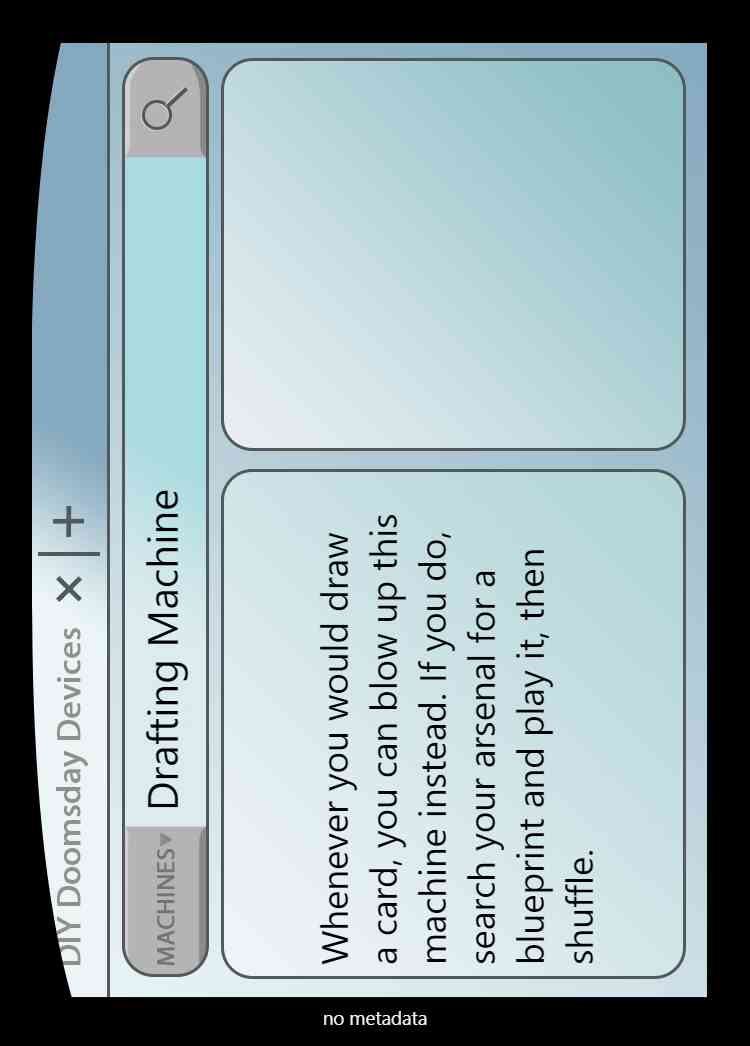 DIY Doomsday Devices × | +
MACHINES▼ Drafting Machine
Whenever you would draw
a card, you can blow up this
machine instead. If you do,
search your arsenal for a
blueprint and play it, then
shuffle.
no metadata